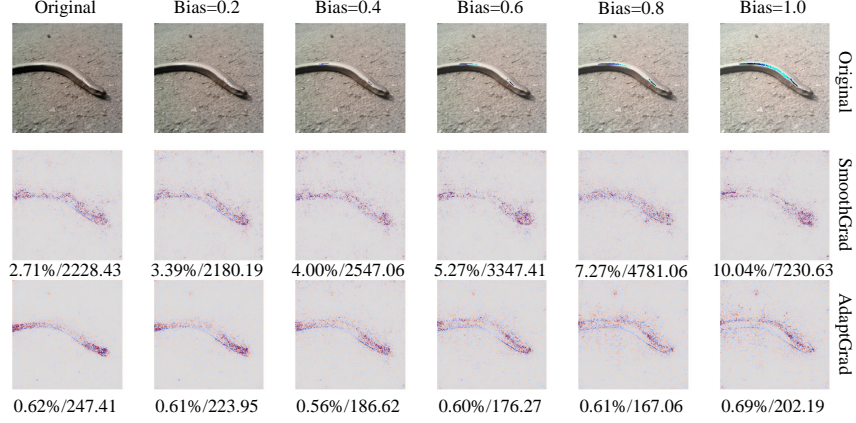 Original Bias=0.2 Bias=0.4 Bias=0.6 Bias=0.8 Bias=1.0
Original
SmoothGrad
2.71%/2228.43 3.39%/2180.19 4.00%/2547.06 5.27%/3347.41 7.27%/4781.06 10.04%/7230.63
AdaptGrad
0.62%/247.41 0.61%/223.95 0.56%/186.62 0.60%/176.27 0.61%/167.06 0.69%/202.19